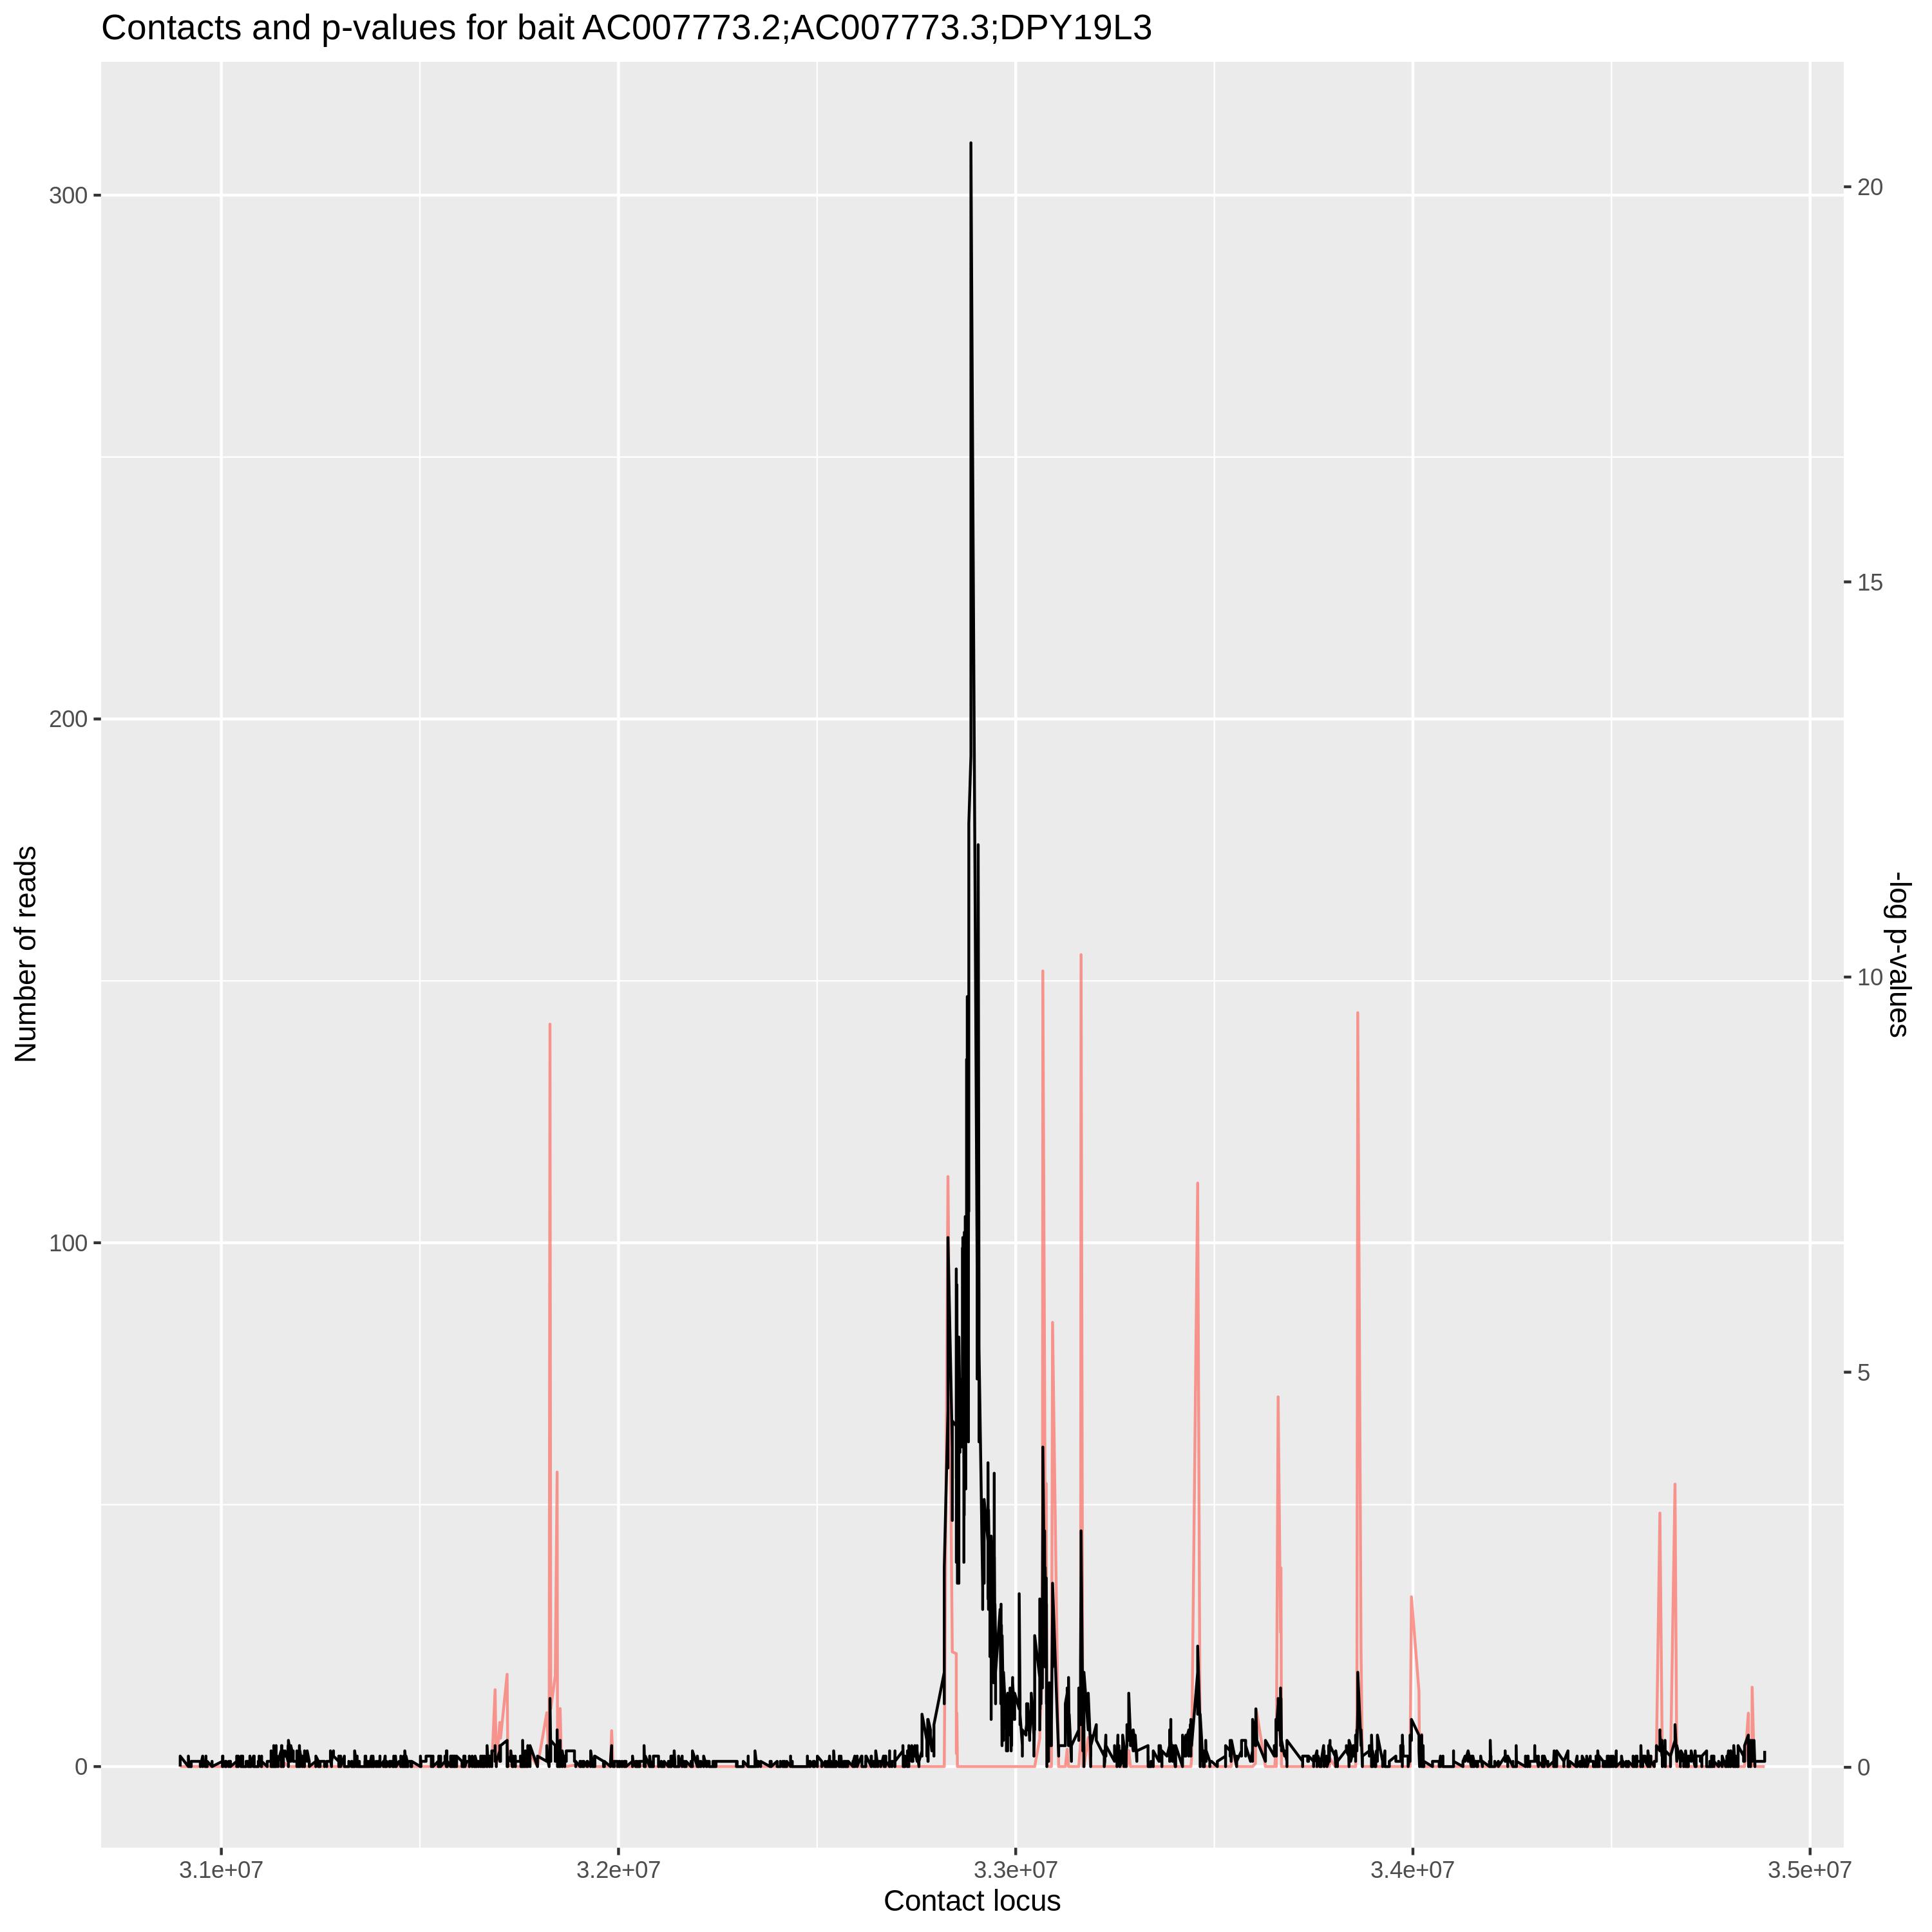 Contacts and p-values for bait AC007773.2;AC007773.3;DPY19L3
300
200
100
0
Number of reads
20
15
10
5
0
-log p-values
3.1e+07
3.2e+07
3.3e+07
3.4e+07
3.5e+07
Contact locus